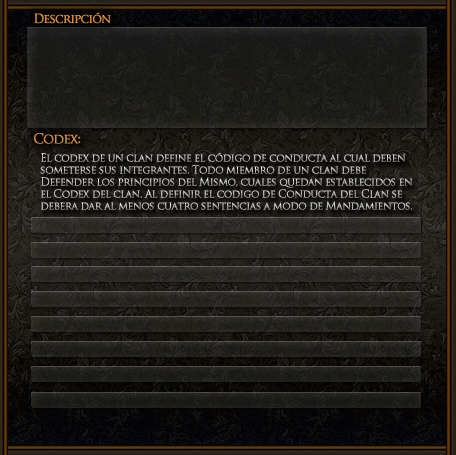 Descripción
Codex:
El codex de un clan define el código de conducta al cual deben
someterse sus integrantes. Todo miembro de un clan debe
Defender los principios del Mismo, cuales quedan establecidos en
el Codex del clan. Al definir el codigo de Conducta del Clan se
debera dar al menos cuatro sentencias a modo de Mandamientos.